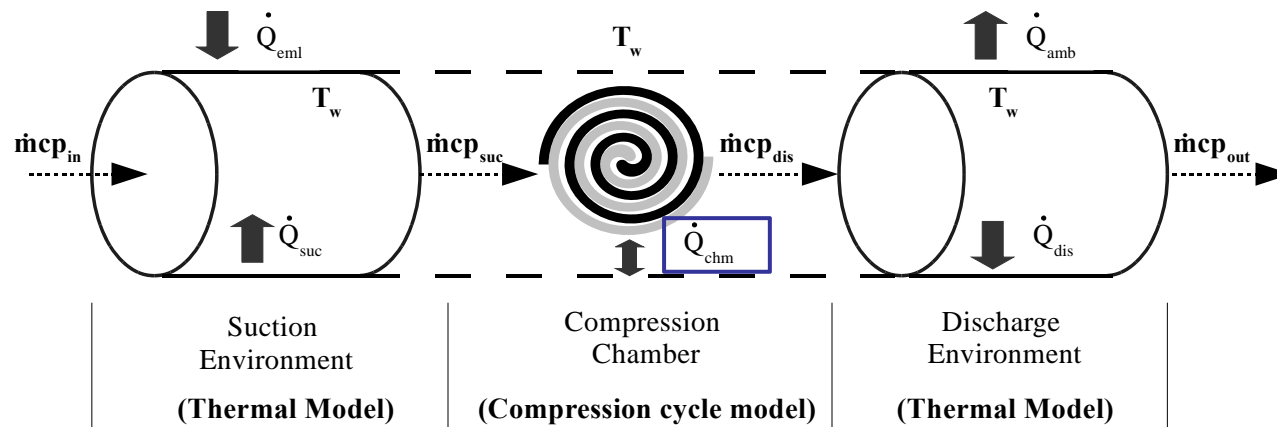 Q̇eml
Tw
Q̇amb
Tw
Tw
ṁcpin
ṁcpsuc
ṁcpdis
ṁcpout
Q̇suc
Q̇chm
Q̇dis
Suction
Environment
(Thermal Model)
Compression
Chamber
(Compression cycle model)
Discharge
Environment
(Thermal Model)